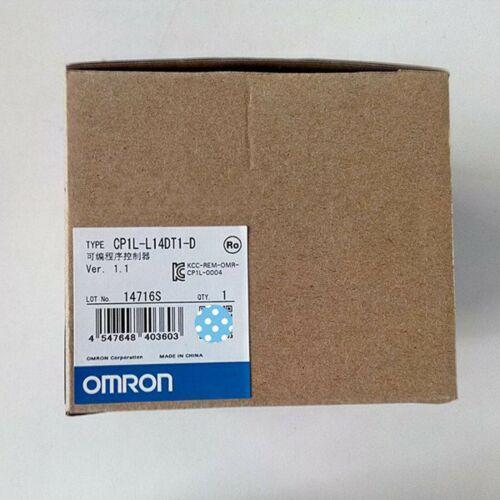 TYPE CP1L-L14DT1-D
Ro
可编程序控制器
Ver. 1.1
KCC-REM-OMR-
CP1L-0004
LOT No. 14716S QTY. 1
4 547648 403603
OMRON Corporation MADE IN CHINA
OMRON